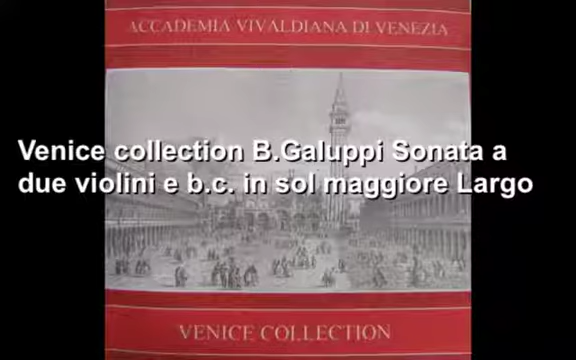 ACCADEMIA VIVALDIANA DI VENEZIA
Venice collection B.Galuppi Sonata a
due violini e b.c. in sol maggiore Largo
VENICE COLLECTION